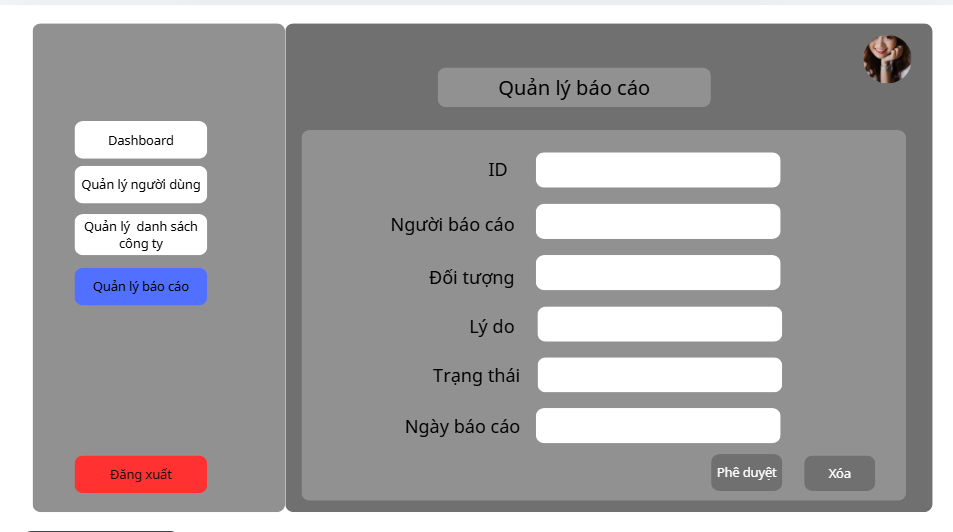 Quản lý báo cáo
Dashboard
Quản lý người dùng
Quản lý danh sách
công ty
Quản lý báo cáo
Đăng xuất
ID
Người báo cáo
Đối tượng
Lý do
Trạng thái
Ngày báo cáo
Phê duyệt
Xóa